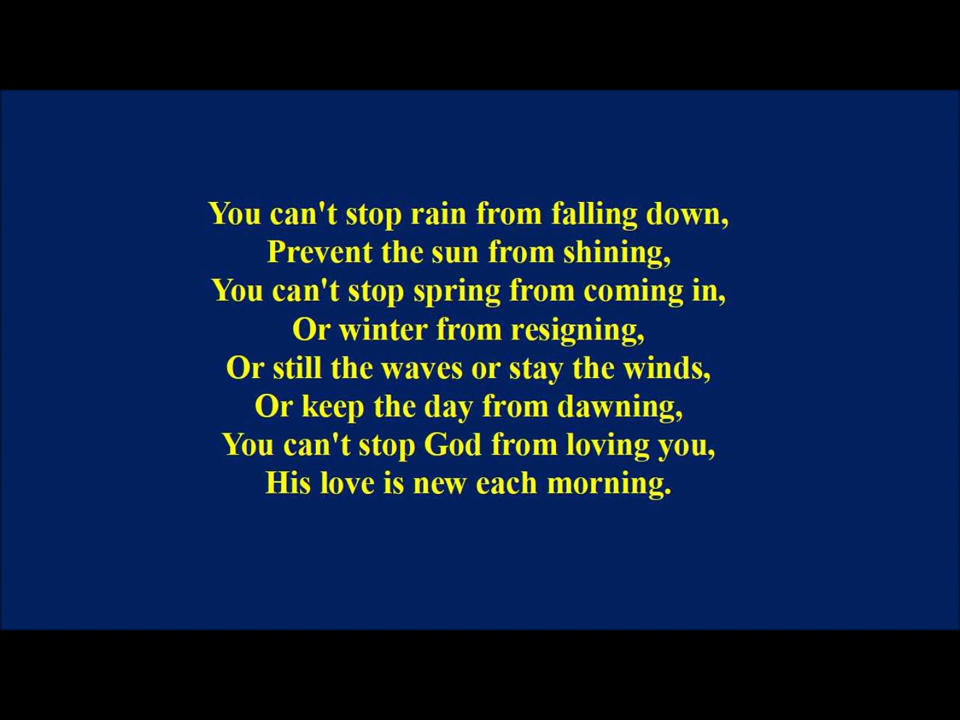 You can't stop rain from falling down,
Prevent the sun from shining,
You can't stop spring from coming in,
Or winter from resigning,
Or still the waves or stay the winds,
Or keep the day from dawning,
You can't stop God from loving you,
His love is new each morning.